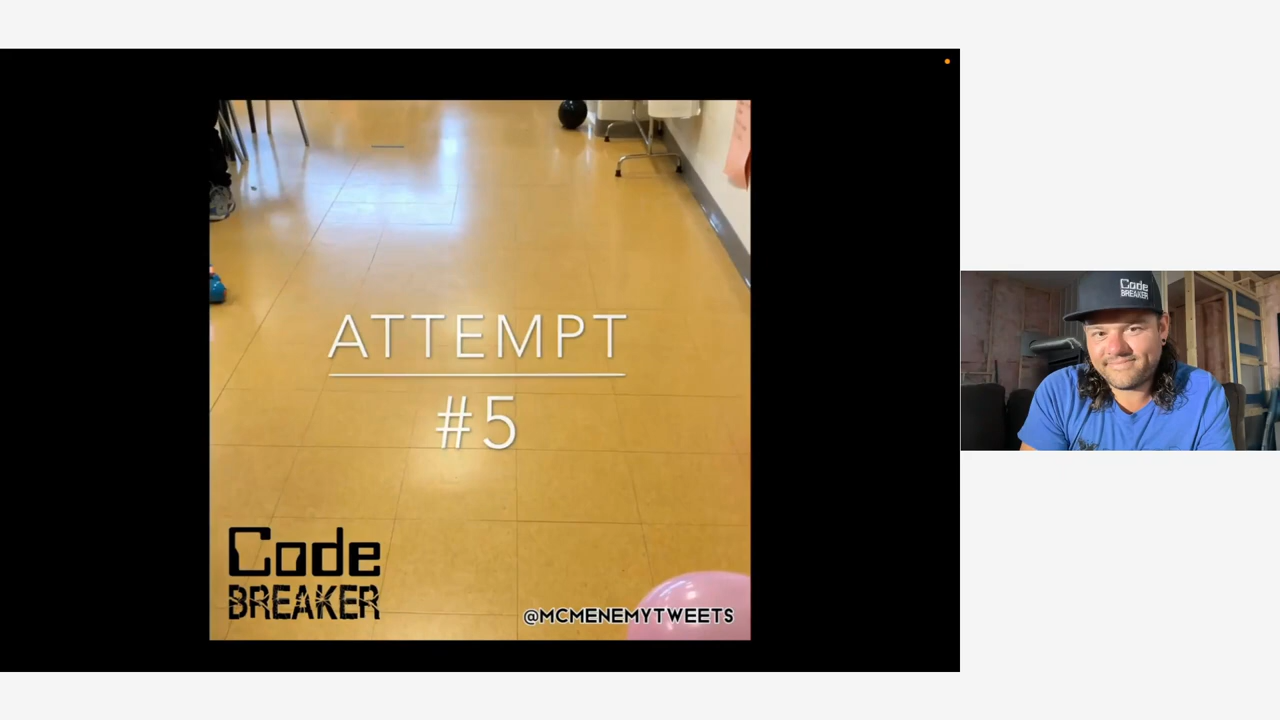 ATTEMPT
#5
Code
BREAKER
@MCMENEMYTWEETS
Code
BREAKER